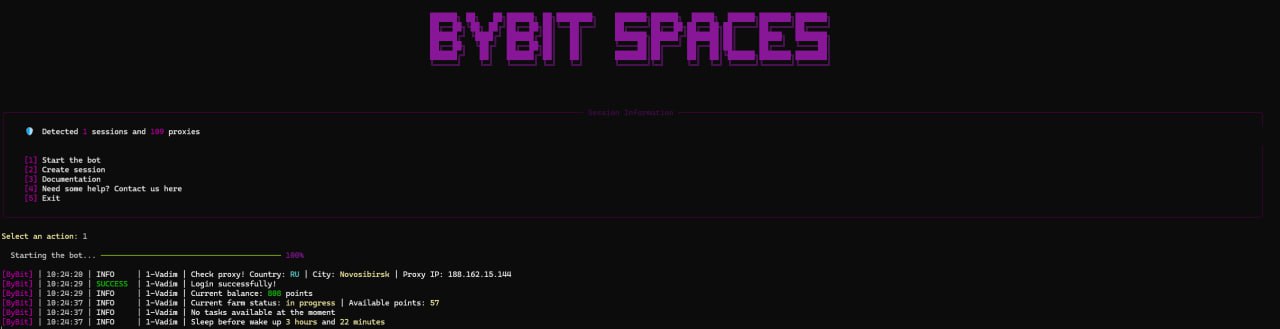 BYBIT SPACES
Session Information
Detected 1 sessions and 109 proxies
[1] Start the bot
[2] Create session
[3] Documentation
[4] Need some help? Contact us here
[5] Exit
Select an action: 1
Starting the bot... 100%
[ByBit] | 10:24:20 | INFO | 1-Vadim | Check proxy! Country: RU | City: Novosibirsk | Proxy IP: 188.162.15.144
[ByBit] | 10:24:29 | SUCCESS | 1-Vadim | Login successfully!
[ByBit] | 10:24:29 | INFO | 1-Vadim | Current balance: 800 points
[ByBit] | 10:24:37 | INFO | 1-Vadim | Current farm status: in progress | Available points: 57
[ByBit] | 10:24:37 | INFO | 1-Vadim | No tasks available at the moment
[ByBit] | 10:24:37 | INFO | 1-Vadim | Sleep before wake up 3 hours and 22 minutes